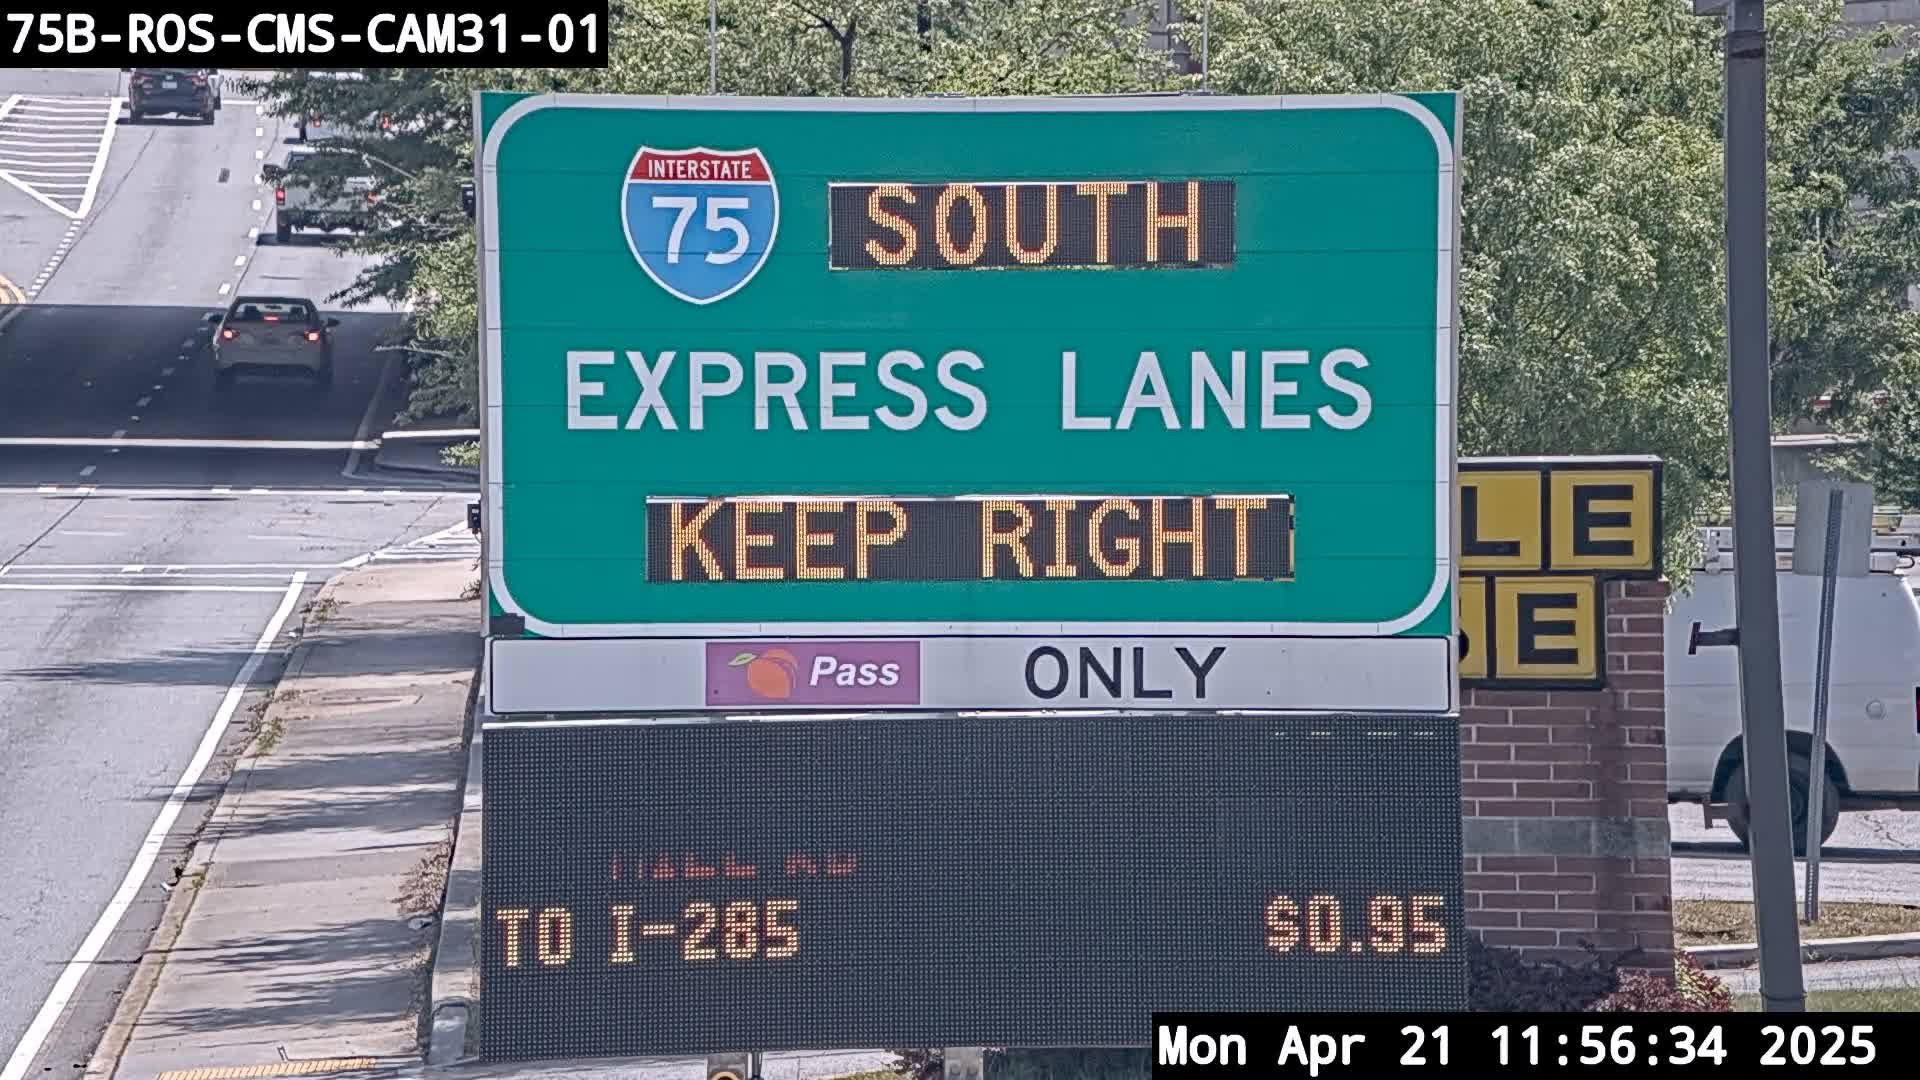 75B-ROS-CMS-CAM31-01
INTERSTATE
75
SOUTH
EXPRESS LANES
KEEP RIGHT
LE
E
Pass ONLY
TO I-285 $0.95
Mon Apr 21 11:56:34 2025